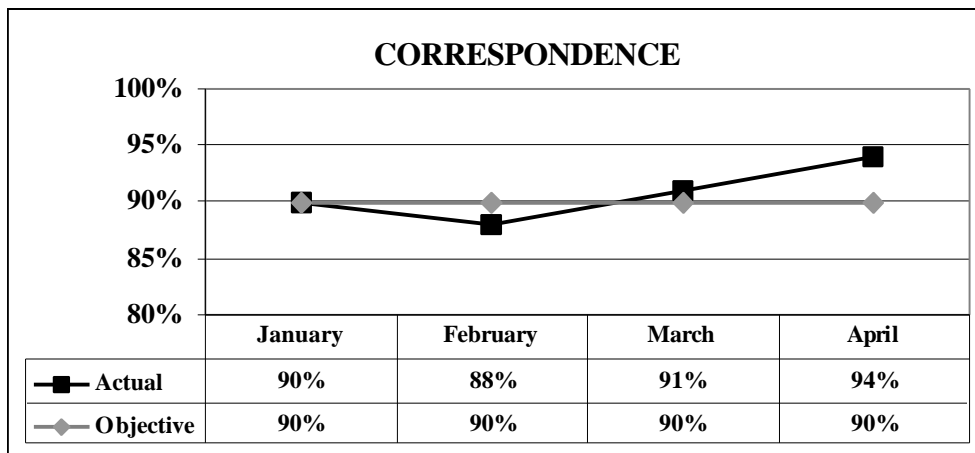 CORRESPONDENCE
100%
95%
90%
85%
80%
January February March April
Actual 90% 88% 91% 94%
Objective 90% 90% 90% 90%